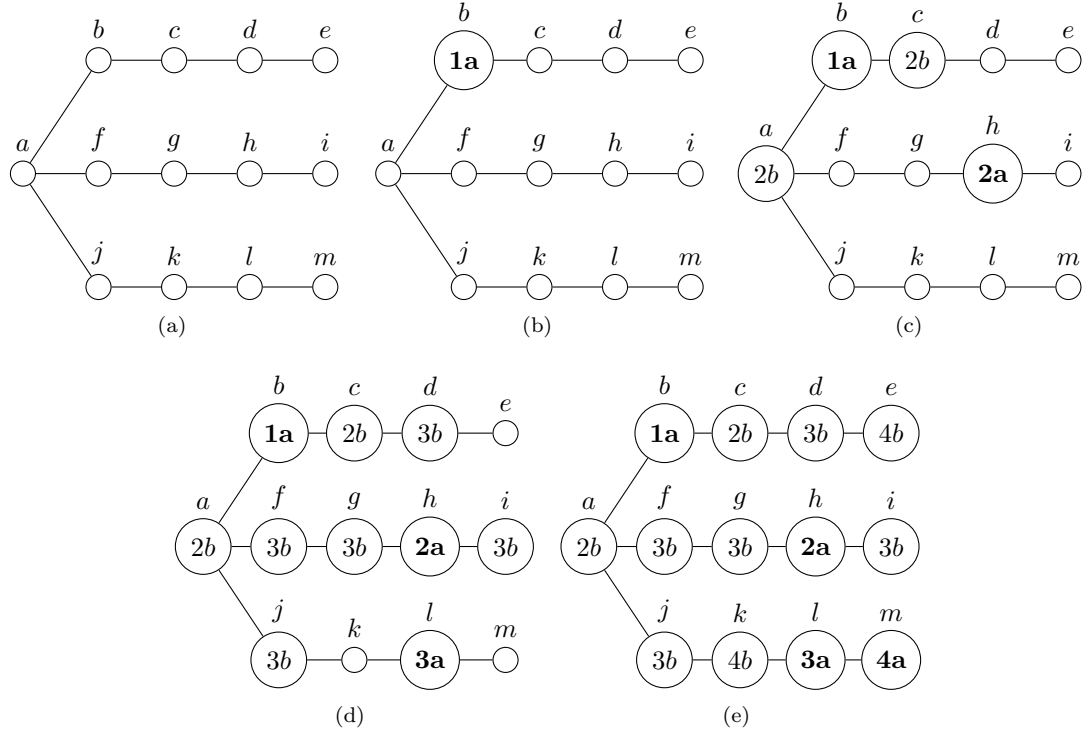 b c d e
a f g h i
j k l m
(a)
b c d e
1a
a f g h i
j k l m
(b)
b c d e
1a 2b
a f g h i
2b 2a
j k l m
(c)
b c d e
1a 2b 3b
a f g h i
2b 3b 3b 2a 3b
j k l m
3b 3a
(d)
b c d e
1a 2b 3b 4b
a f g h i
2b 3b 3b 2a 3b
j k l m
3b 4b 3a 4a
(e)